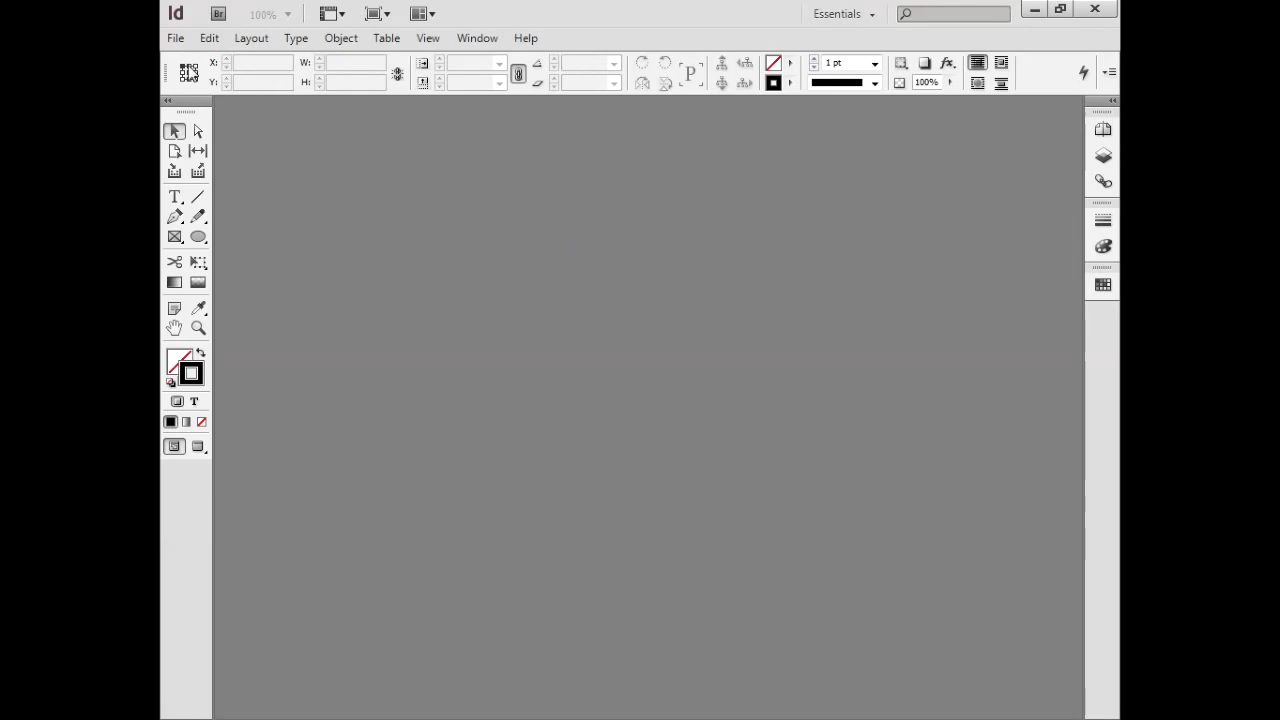 Id Br 100% Essentials
File Edit Layout Type Object Table View Window Help
X: W: 1 pt
Y: H: P 100%
T
T